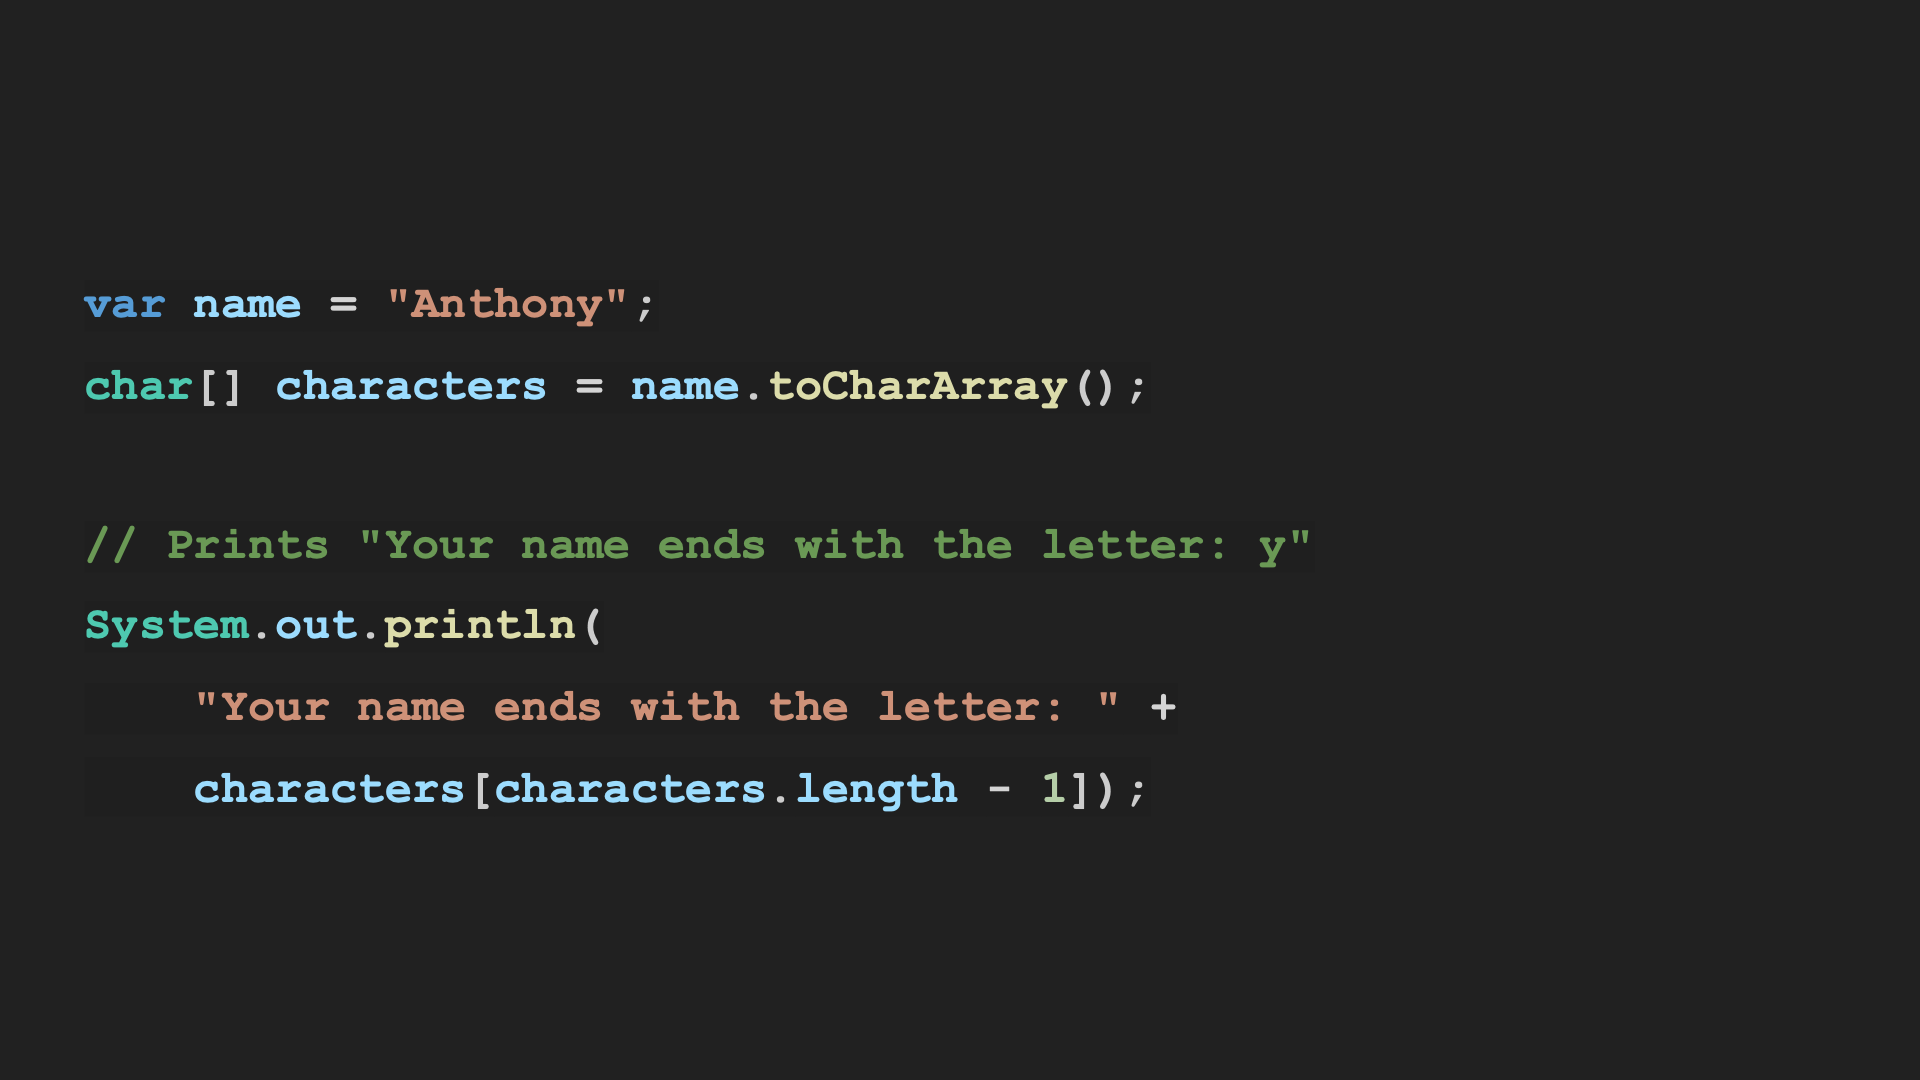 var name = "Anthony";
char[] characters = name.toCharArray();
// Prints "Your name ends with the letter: y"
System.out.println(
    "Your name ends with the letter: " +
    characters[characters.length - 1]);